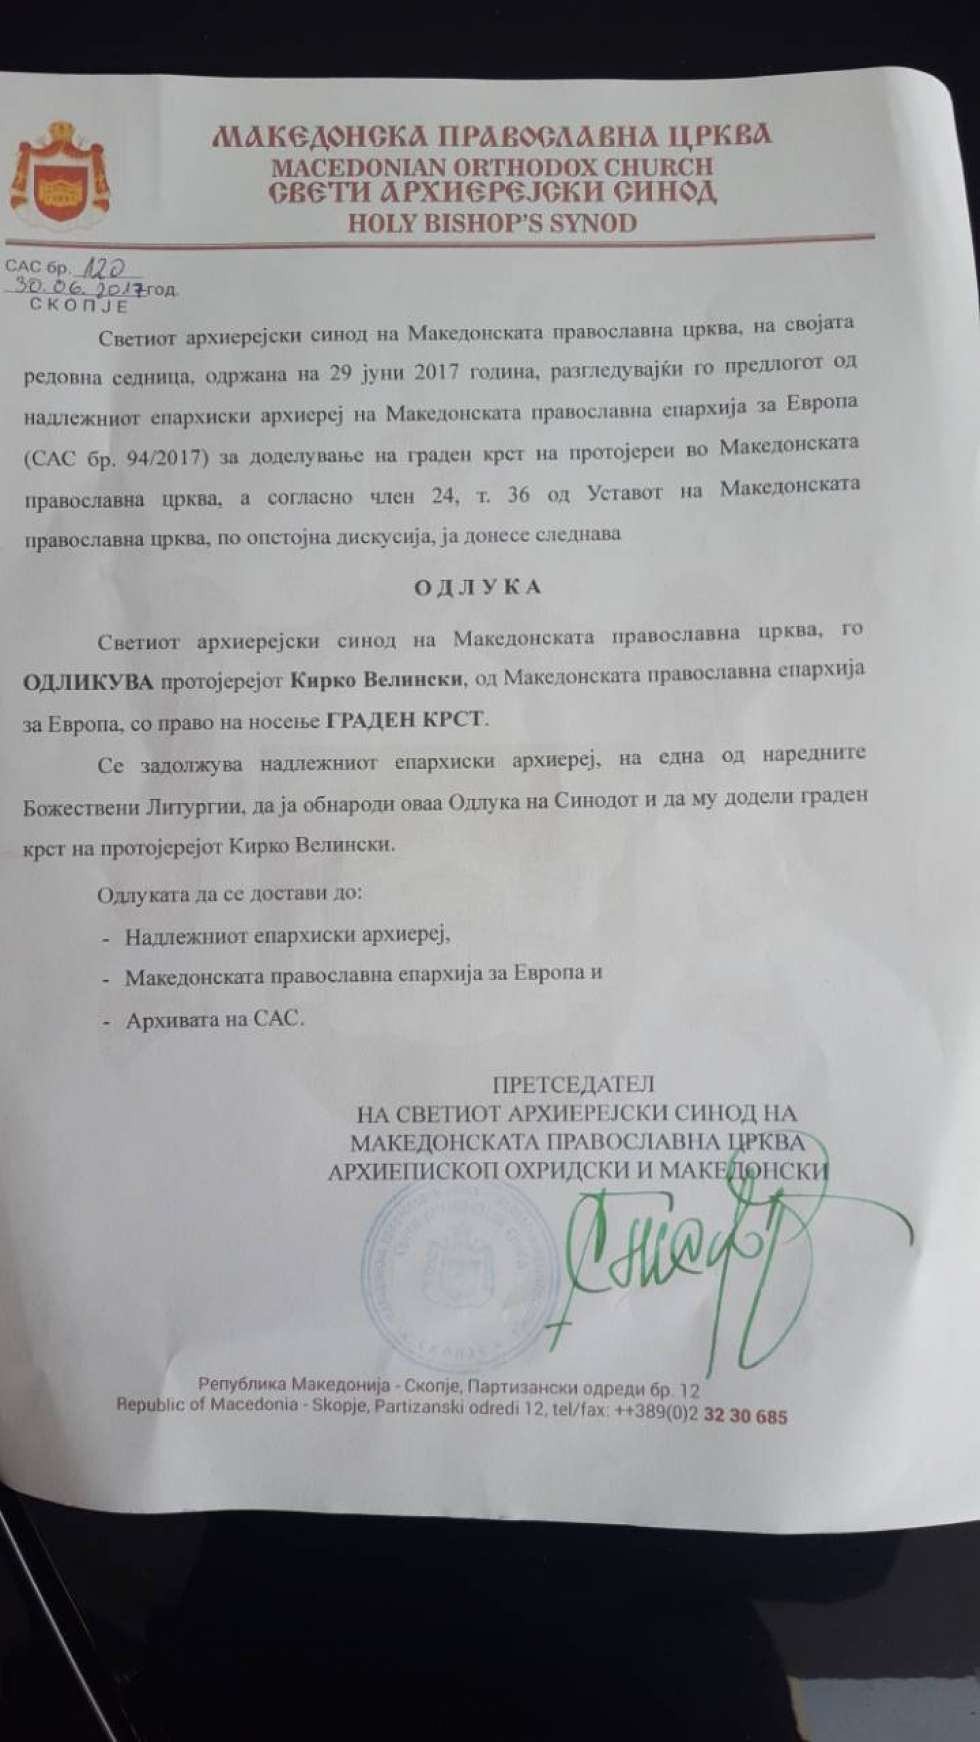 МАКЕДОНСКА ПРАВОСЛАВНА ЦРКВА
MACEDONIAN ORTHODOX CHURCH
СВЕТИ АРХИЕРЕЈСКИ СИНОД
HOLY BISHOP'S SYNOD
САС бр. 120
30.06.2017 год.
СКОПЈЕ
Светиот архиерејски синод на Македонската православна црква, на својата
редовна седница, одржана на 29 јуни 2017 година, разгледувајќи го предлогот од
надлежниот епархиски архиереј на Македонската православна епархија за Европа
(САС бр. 94/2017) за доделување на граден крст на протојереи во Македонската
православна црква, а согласно член 24, т. 36 од Уставот на Македонската
православна црква, по опстојна дискусија, ја донесе следнава
О Д Л У К А
Светиот архиерејски синод на Македонската православна црква, го
ОДЛИКУВА протојерејот Кирко Велински, од Македонската православна епархија
за Европа, со право на носење ГРАДЕН КРСТ.
Се задолжува надлежниот епархиски архиереј, на една од наредните
Божествени Литургии, да ја обнароди оваа Одлука на Синодот и да му додели граден
крст на протојерејот Кирко Велински.
Одлуката да се достави до:
- Надлежниот епархиски архиереј,
- Македонската православна епархија за Европа и
- Архивата на САС.
ПРЕТСЕДАТЕЛ
НА СВЕТИОТ АРХИЕРЕЈСКИ СИНОД НА
МАКЕДОНСКАТА ПРАВОСЛАВНА ЦРКВА
АРХИЕПИСКОП ОХРИДСКИ И МАКЕДОНСКИ
Република Македонија - Скопје, Партизански одреди бр. 12
Republic of Macedonia - Skopje, Partizanski odredi 12, tel/fax: ++389(0)2 32 30 685